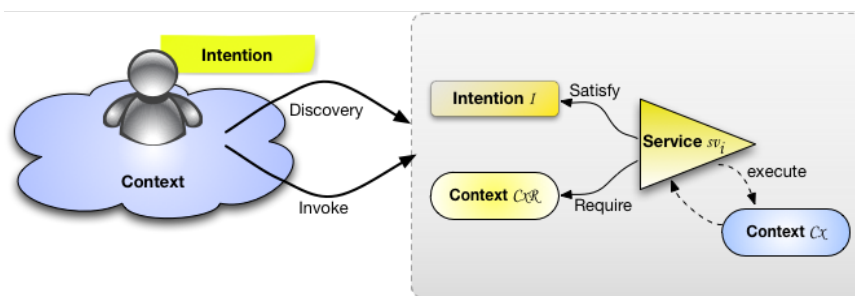 Intention
Discovery
Context
Invoke
Intention I
Satisfy
Service sv_i
execute
Context CxR
Require
Context Cx